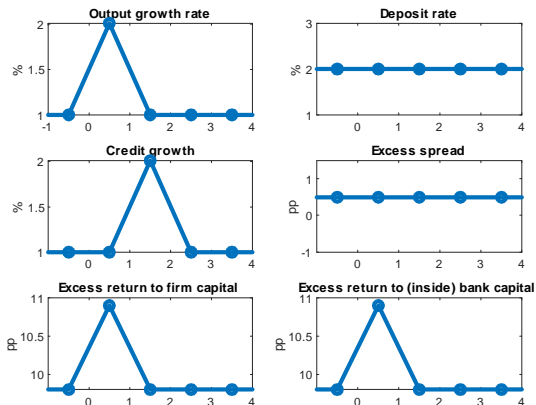 Output growth rate
2
1.5
1
%
-1 0 1 2 3 4
Deposit rate
3
2
1
%
0 1 2 3 4
Credit growth
2
1.5
1
%
0 1 2 3 4
Excess spread
1
0
-1
pp
0 1 2 3 4
Excess return to firm capital
11
10.5
10
pp
0 1 2 3 4
Excess return to (inside) bank capital
11
10.5
10
pp
0 1 2 3 4